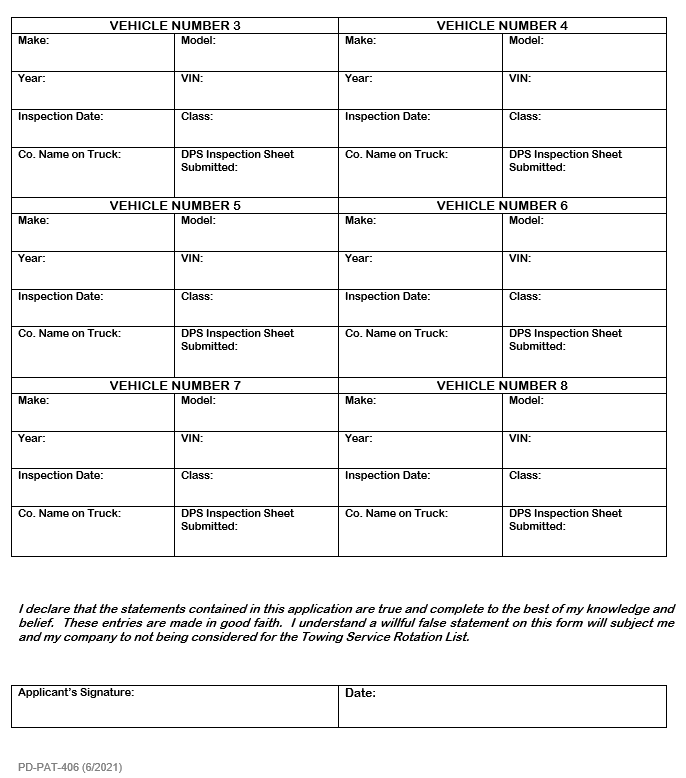 VEHICLE NUMBER 3 VEHICLE NUMBER 4
Make: Model: Make: Model:
Year: VIN: Year: VIN:
Inspection Date: Class: Inspection Date: Class:
Co. Name on Truck: DPS Inspection Sheet Co. Name on Truck: DPS Inspection Sheet
Submitted: Submitted:
VEHICLE NUMBER 5 VEHICLE NUMBER 6
Make: Model: Make: Model:
Year: VIN: Year: VIN:
Inspection Date: Class: Inspection Date: Class:
Co. Name on Truck: DPS Inspection Sheet Co. Name on Truck: DPS Inspection Sheet
Submitted: Submitted:
VEHICLE NUMBER 7 VEHICLE NUMBER 8
Make: Model: Make: Model:
Year: VIN: Year: VIN:
Inspection Date: Class: Inspection Date: Class:
Co. Name on Truck: DPS Inspection Sheet Co. Name on Truck: DPS Inspection Sheet
Submitted: Submitted:
I declare that the statements contained in this application are true and complete to the best of my knowledge and
belief. These entries are made in good faith. I understand a willful false statement on this form will subject me
and my company to not being considered for the Towing Service Rotation List.
Applicant's Signature: Date:
PD-PAT-406 (6/2021)